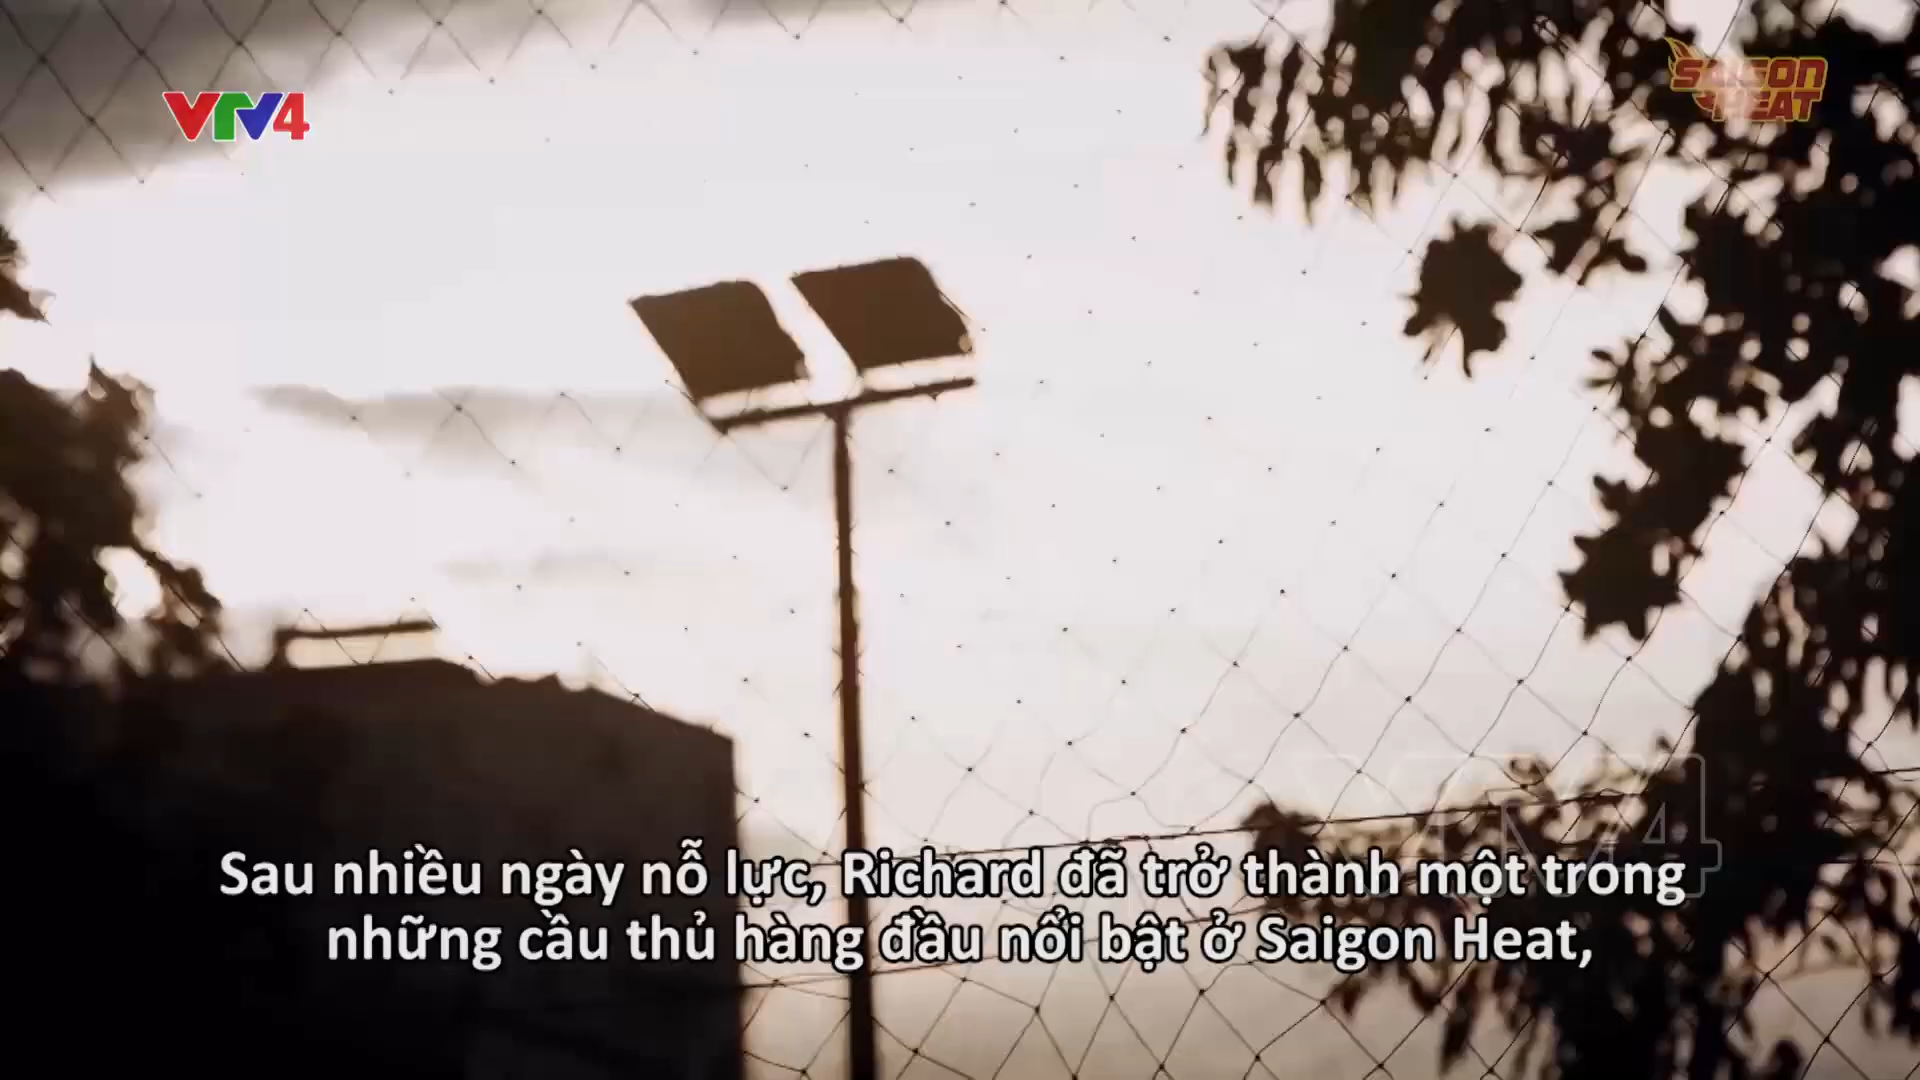 VTV4
SAIGON
HEAT
VTV4
Sau nhiều ngày nỗ lực, Richard đã trở thành một trong
những cầu thủ hàng đầu nổi bật ở Saigon Heat,